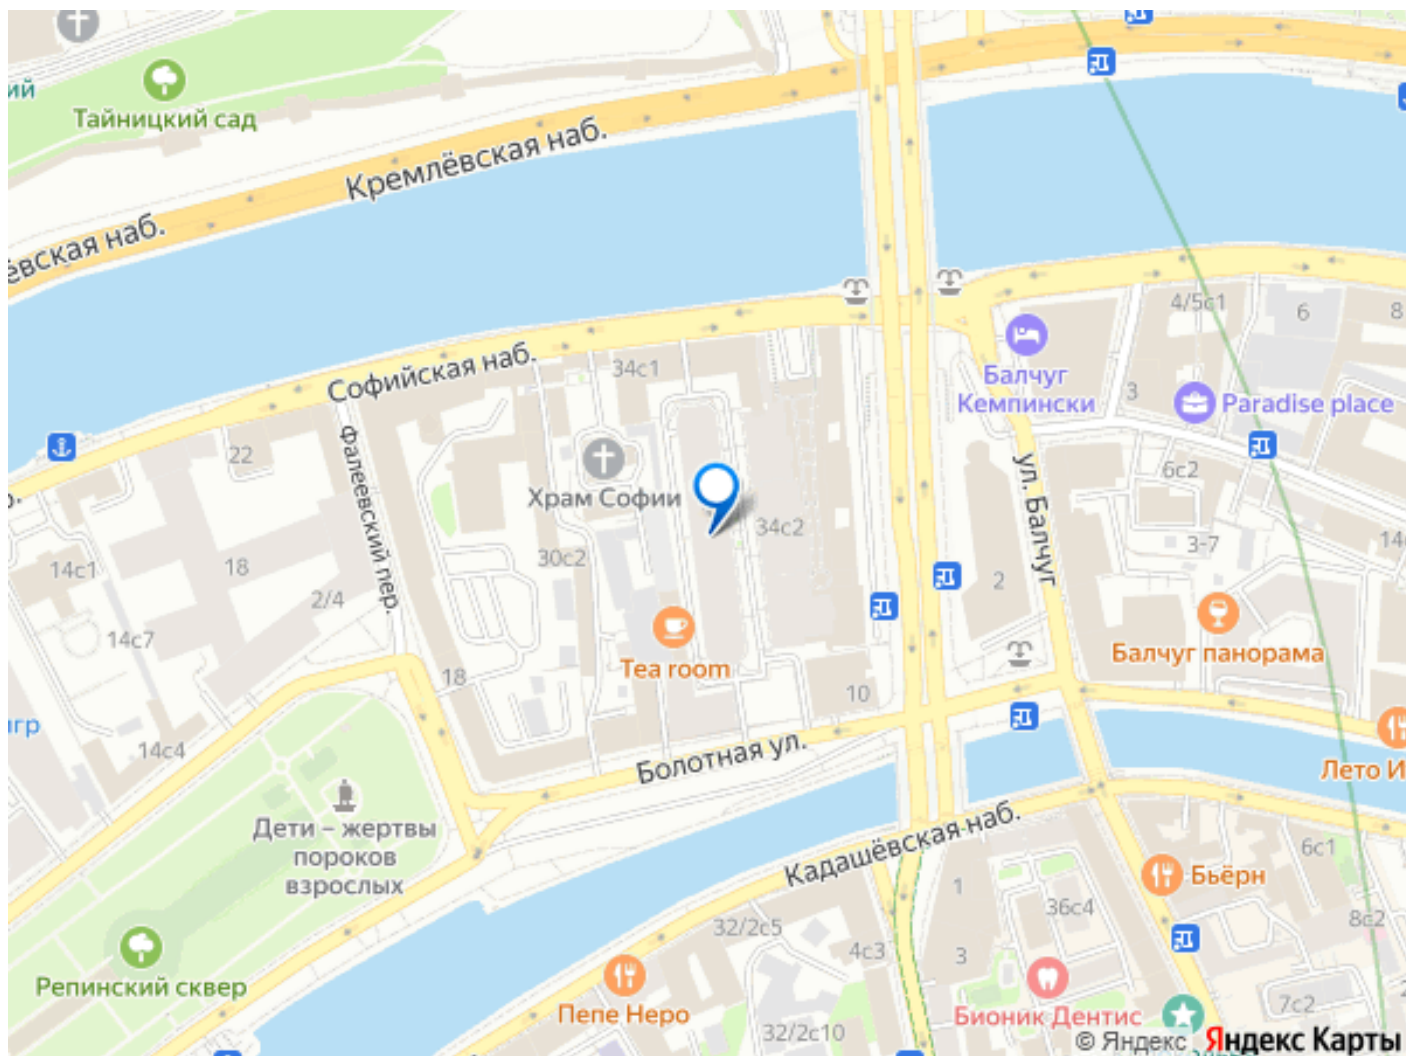 ий
Тайницкий сад
Кремлёвская наб.
ёвская наб.
4/5с1
6
8
Софийская наб.
34с1
Балчуг
Кемпински
3
Paradise place
22
Фалеевский пер.
Храм Софии
ул. Балчуг
6с2
34с2
3-7
14с
14с1
18
30с2
2/4
2
14с7
Tea room
Балчуг панорама
18
10
14с4
Болотная ул.
Лето И
Дети – жертвы
пороков
взрослых
Кадашёвская наб.
6с1
Бьёрн
1
36с4
8с2
32/2с5
4с3
3
Репинский сквер
Пепе Неро
Бионик Дентис
7с2
32/2с10
© Яндекс Яндекс Карты